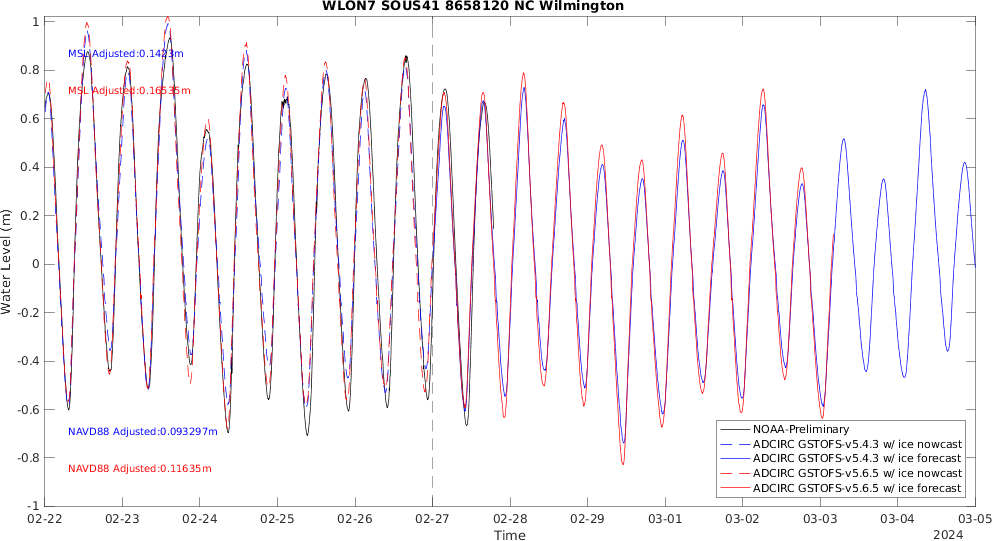 WLON7 SOUS41 8658120 NC Wilmington
MSL Adjusted:0.1423m
MSL Adjusted:0.16535m
NAVD88 Adjusted:0.093297m
NAVD88 Adjusted:0.11635m
Water Level (m)
1
0.8
0.6
0.4
0.2
0
-0.2
-0.4
-0.6
-0.8
-1
NOAA-Preliminary
ADCIRC GSTOFS-v5.4.3 w/ ice nowcast
ADCIRC GSTOFS-v5.4.3 w/ ice forecast
ADCIRC GSTOFS-v5.6.5 w/ ice nowcast
ADCIRC GSTOFS-v5.6.5 w/ ice forecast
02-22 02-23 02-24 02-25 02-26 02-27 02-28 02-29 03-01 03-02 03-03 03-04 03-05
Time
2024